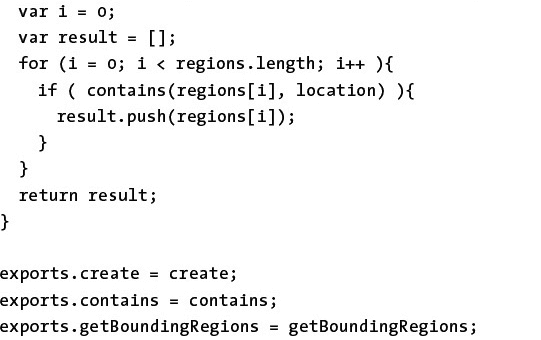 var i = 0;
var result = [];
for (i = 0; i < regions.length; i++ ){
if ( contains(regions[i], location) ){
result.push(regions[i]);
}
}
return result;
}
exports.create = create;
exports.contains = contains;
exports.getBoundingRegions = getBoundingRegions;